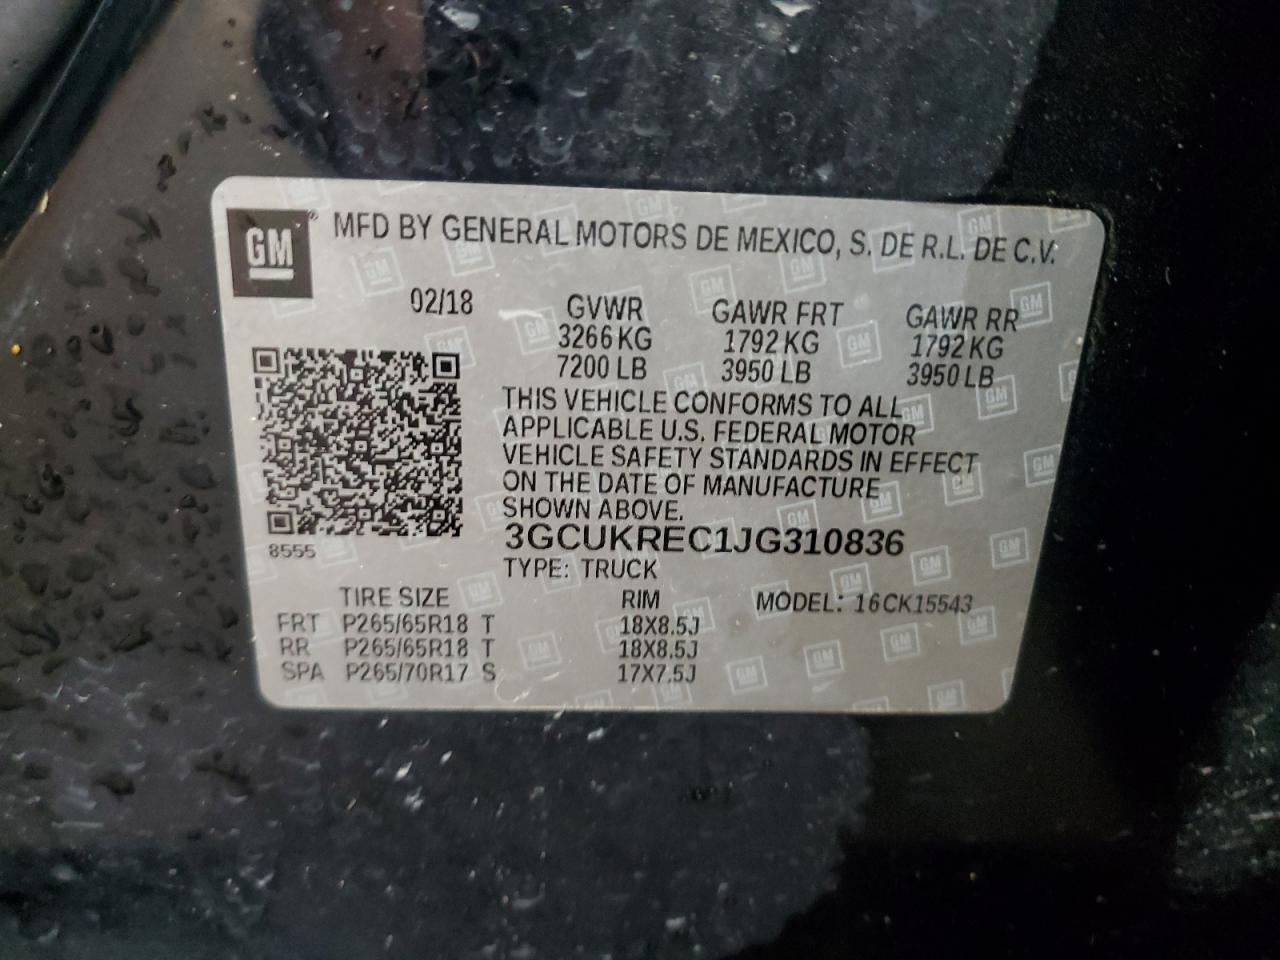 GM ® MFD BY GENERAL MOTORS DE MEXICO, S. DE R.L. DE C.V.
02/18 GVWR GAWR FRT GAWR RR
3266 KG 1792 KG 1792 KG
7200 LB 3950 LB 3950 LB
THIS VEHICLE CONFORMS TO ALL
APPLICABLE U.S. FEDERAL MOTOR
VEHICLE SAFETY STANDARDS IN EFFECT
ON THE DATE OF MANUFACTURE
SHOWN ABOVE.
8555 3GCUKREC1JG310836
TYPE: TRUCK
TIRE SIZE RIM MODEL: 16CK15543
FRT P265/65R18 T 18X8.5J
RR P265/65R18 T 18X8.5J
SPA P265/70R17 S 17X7.5J